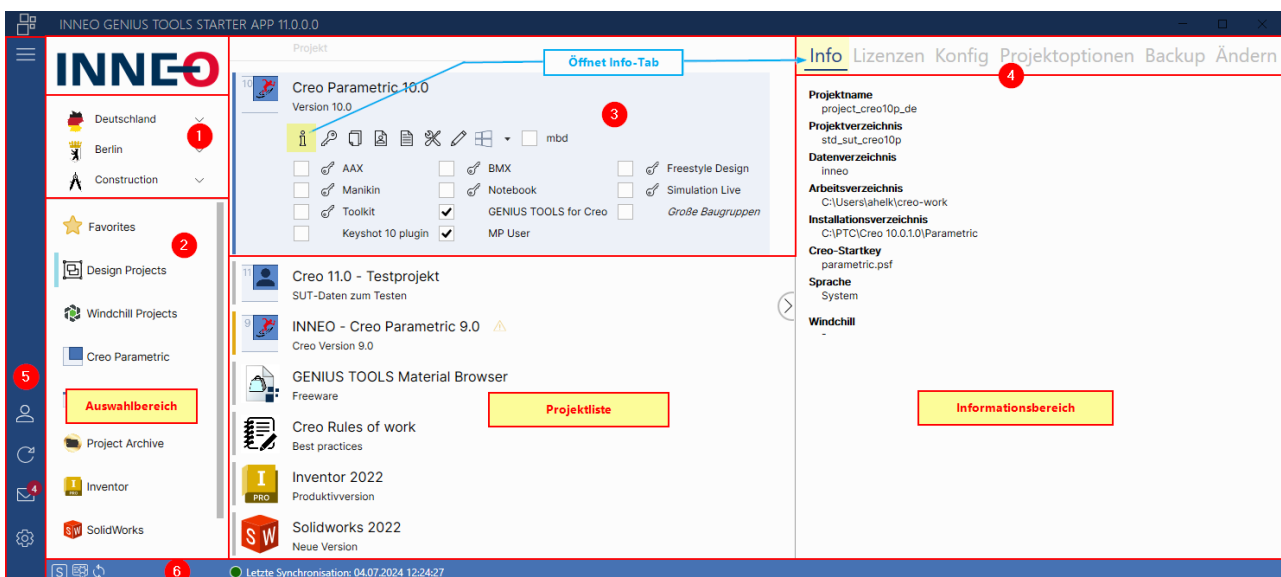 INNEO GENIUS TOOLS STARTER APP 11.0.0.0
INNEO
1
Deutschland
Berlin
Construction
2
Favorites
Design Projects
Windchill Projects
Creo Parametric
Auswahlbereich
Project Archive
Inventor
PRO
SolidWorks
SW
5
4
Projekt
Öffnet Info-Tab
10
Creo Parametric 10.0
Version 10.0
3
mbd
AAX
BMX
Freestyle Design
Manikin
Notebook
Simulation Live
Toolkit
GENIUS TOOLS for Creo
Große Baugruppen
Keyshot 10 plugin
MP User
11
Creo 11.0 - Testprojekt
SUT-Daten zum Testen
9
INNEO - Creo Parametric 9.0
Creo Version 9.0
GENIUS TOOLS Material Browser
Freeware
Projektliste
Creo Rules of work
Best practices
I
PRO
Inventor 2022
Produktivversion
S W
Solidworks 2022
Neue Version
Info Lizenzen Konfig Projektoptionen Backup Ändern
4
Projektname
project_creo10p_de
Projektverzeichnis
std_sut_creo10p
Datenverzeichnis
inneo
Arbeitsverzeichnis
C:\Users\ahelk\creo-work
Installationsverzeichnis
C:\PTC\Creo 10.0.1.0\Parametric
Creo-Startkey
parametric.psf
Sprache
System
Windchill
-
Informationsbereich
S
6
Letzte Synchronisation: 04.07.2024 12:24:27